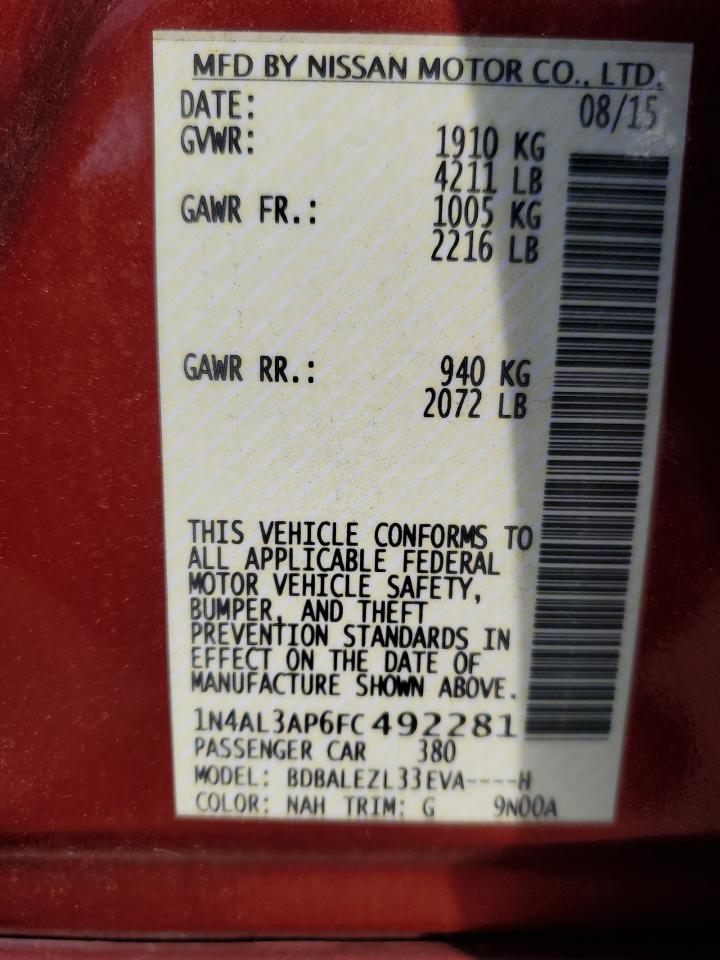 MFD BY NISSAN MOTOR CO., LTD.
DATE: 08/15
GVWR: 1910 KG
4211 LB
GAWR FR.: 1005 KG
2216 LB
GAWR RR.: 940 KG
2072 LB
THIS VEHICLE CONFORMS TO
ALL APPLICABLE FEDERAL
MOTOR VEHICLE SAFETY,
BUMPER, AND THEFT
PREVENTION STANDARDS IN
EFFECT ON THE DATE OF
MANUFACTURE SHOWN ABOVE.
1N4AL3AP6FC492281
PASSENGER CAR 380
MODEL: BDBALEZL33EVA----H
COLOR: NAH TRIM: G 9N00A